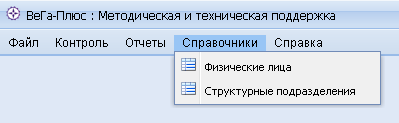 ВеГа-Плюс : Методическая и техническая поддержка
Файл Контроль Отчеты Справочники Справка
Физические лица
Структурные подразделения